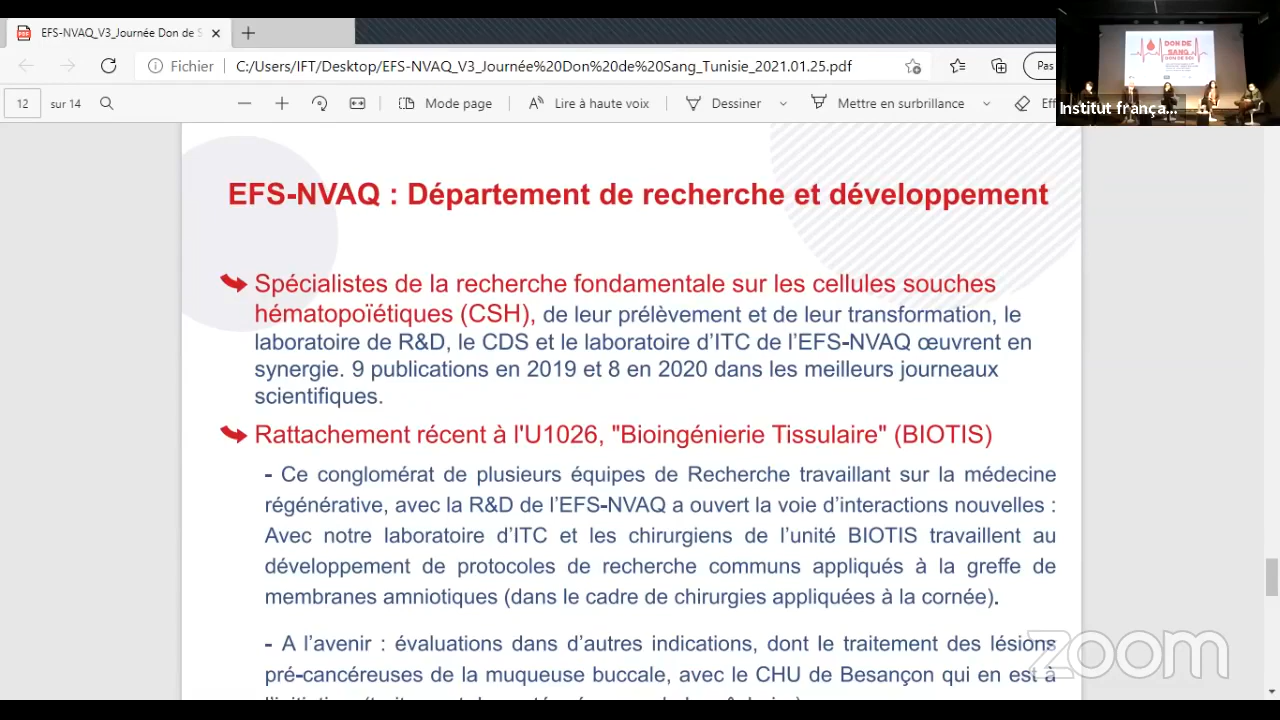 EFS-NVAQ_V3_Journée Don de S
Fichier
C:/Users/IFT/Desktop/EFS-NVAQ_V3_Journée%20Don%20de%20Sang_Tunisie_2021.01.25.pdf
Pas
12 sur 14
Mode page
Lire à haute voix
Dessiner
Mettre en surbrillance
DON DE
SANG
DON DE SOI
Institut frança...
EFS-NVAQ : Département de recherche et développement
Spécialistes de la recherche fondamentale sur les cellules souches
hématopoïétiques (CSH), de leur prélèvement et de leur transformation, le
laboratoire de R&D, le CDS et le laboratoire d’ITC de l’EFS-NVAQ œuvrent en
synergie. 9 publications en 2019 et 8 en 2020 dans les meilleurs journeaux
scientifiques.
Rattachement récent à l'U1026, "Bioingénierie Tissulaire" (BIOTIS)
- Ce conglomérat de plusieurs équipes de Recherche travaillant sur la médecine
régénérative, avec la R&D de l’EFS-NVAQ a ouvert la voie d’interactions nouvelles :
Avec notre laboratoire d’ITC et les chirurgiens de l’unité BIOTIS travaillent au
développement de protocoles de recherche communs appliqués à la greffe de
membranes amniotiques (dans le cadre de chirurgies appliquées à la cornée).
- A l’avenir : évaluations dans d’autres indications, dont le traitement des lésions
pré-cancéreuses de la muqueuse buccale, avec le CHU de Besançon qui en est à
zoom